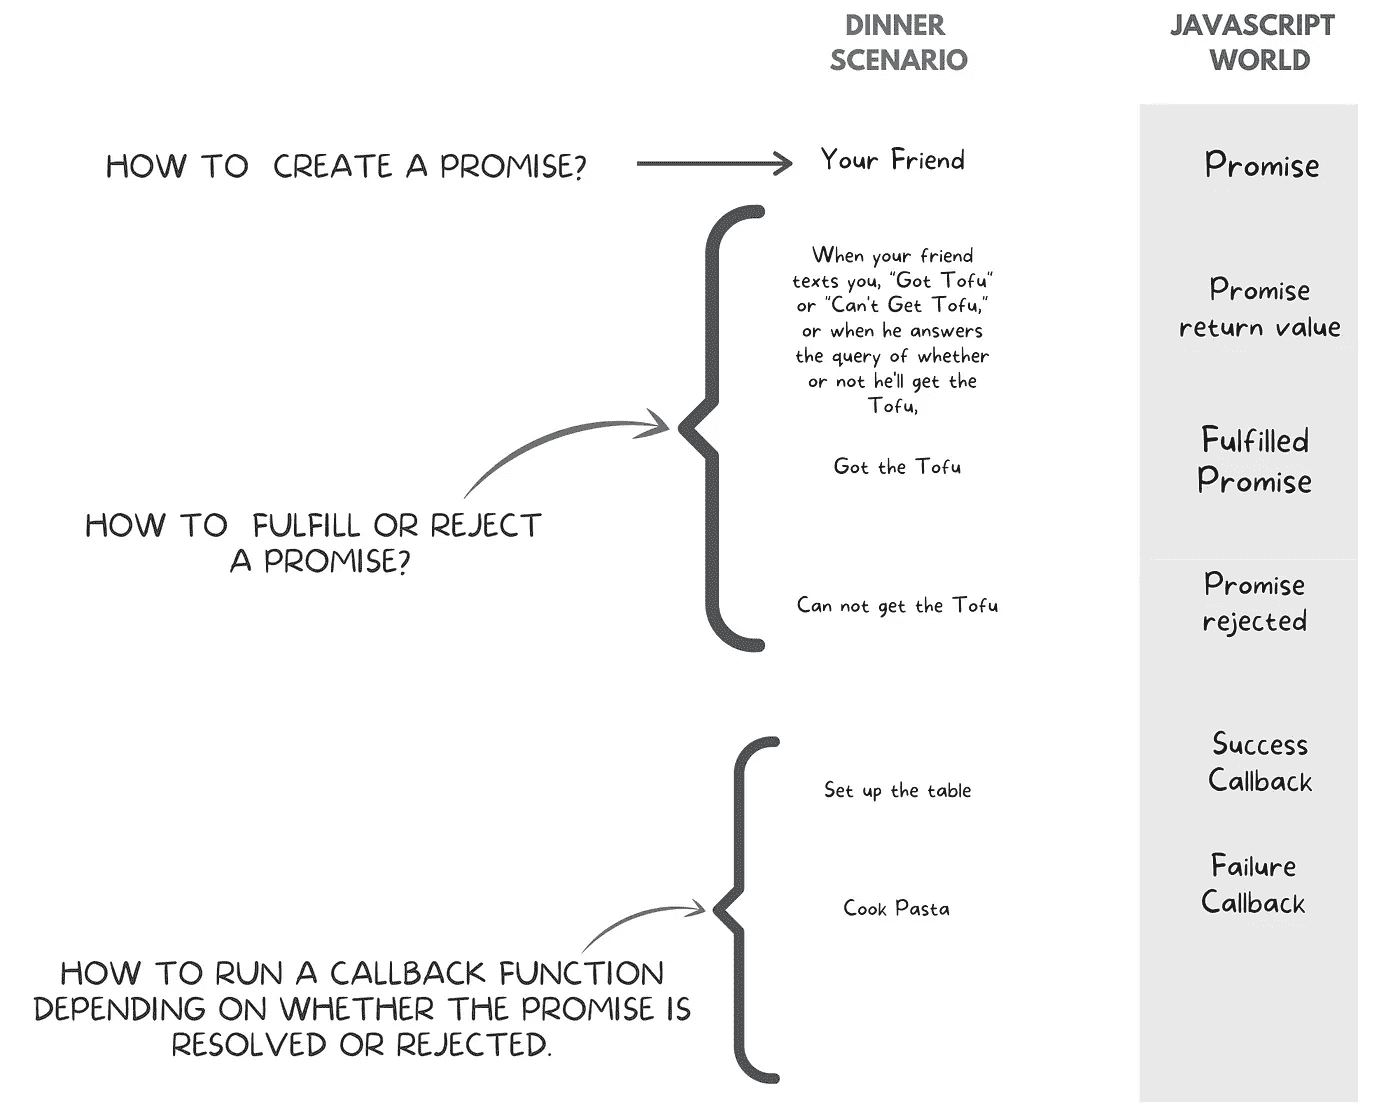 DINNER
SCENARIO
JAVASCRIPT
WORLD
HOW TO CREATE A PROMISE?
Your Friend
Promise
When your friend
texts you, "Got Tofu"
or "Can't Get Tofu,"
or when he answers
the query of whether
or not he'll get the
Tofu,
Promise
return value
Got the Tofu
Fulfilled
Promise
HOW TO FULFILL OR REJECT
A PROMISE?
Can not get the Tofu
Promise
rejected
Set up the table
Success
Callback
Cook Pasta
Failure
Callback
HOW TO RUN A CALLBACK FUNCTION
DEPENDING ON WHETHER THE PROMISE IS
RESOLVED OR REJECTED.